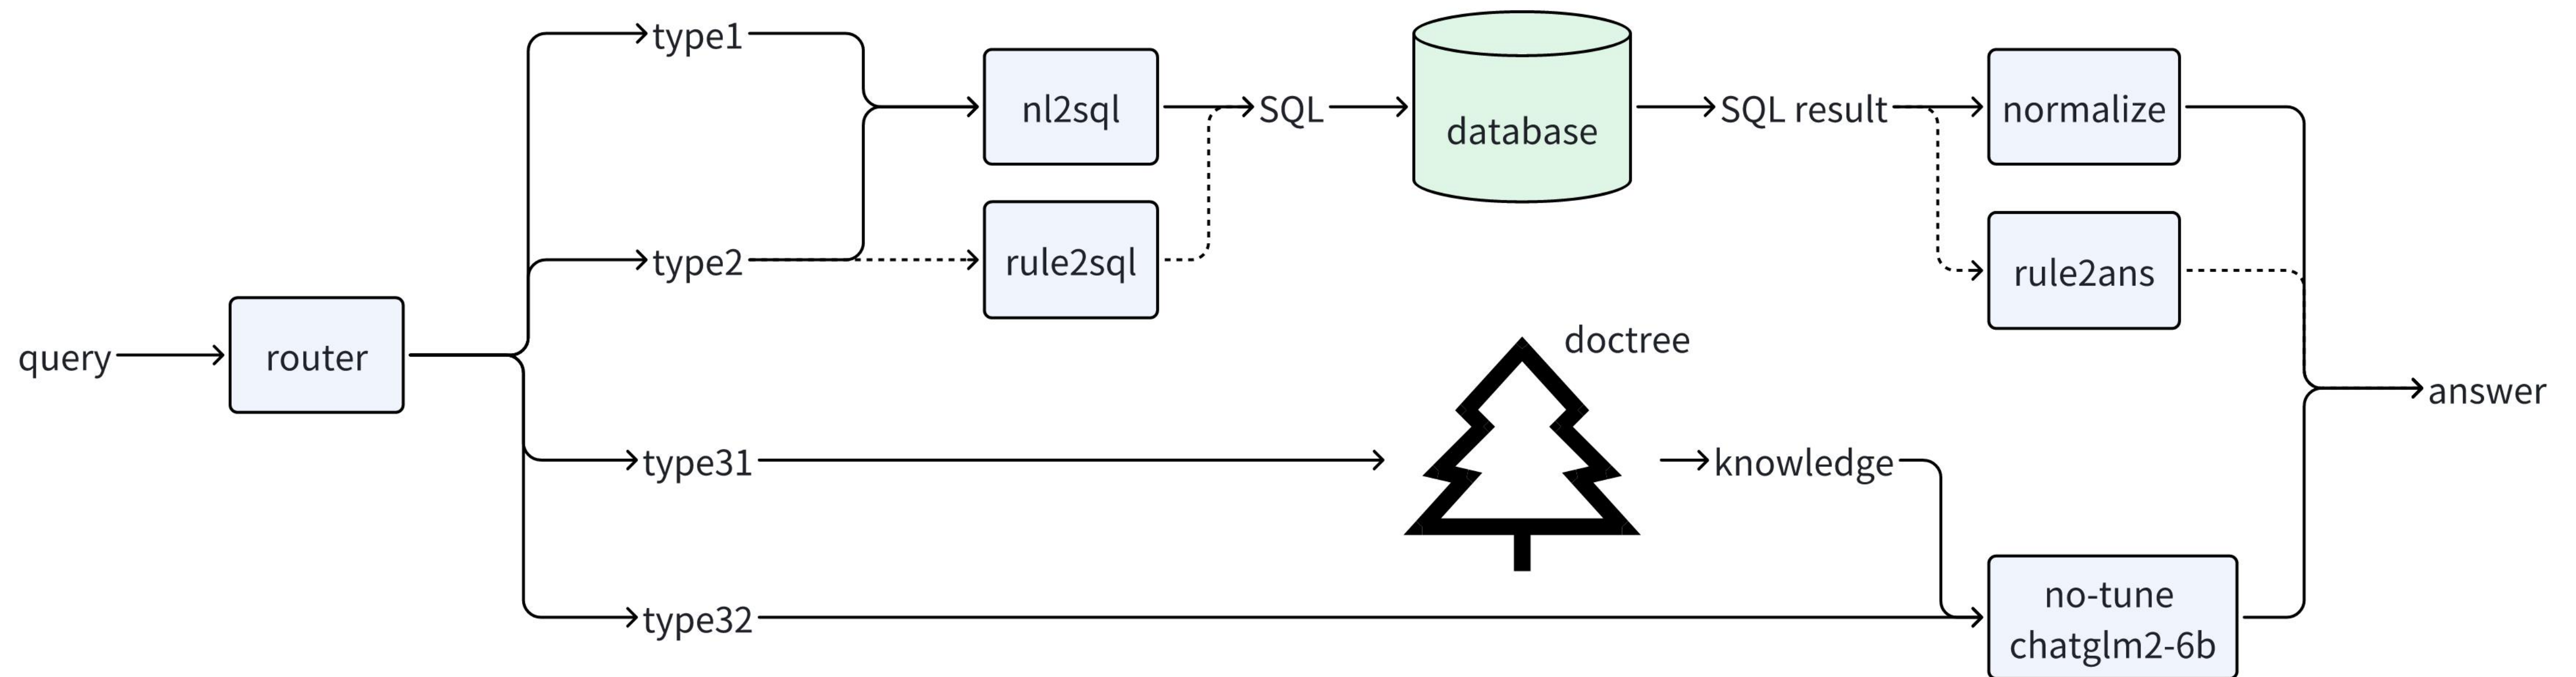 type1
nl2sql
SQL
database
SQL result
normalize
type2
rule2sql
rule2ans
query
router
doctree
answer
type31
knowledge
type32
no-tune
chatglm2-6b